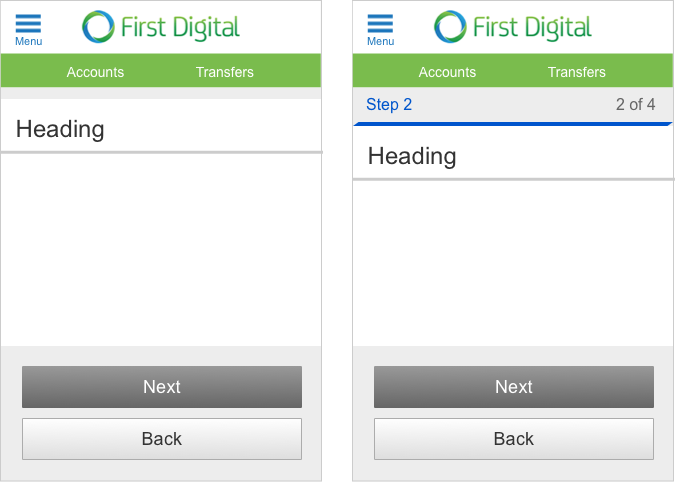 First Digital
Menu
Accounts Transfers
Heading
Next
Back
First Digital
Menu
Accounts Transfers
Step 2 2 of 4
Heading
Next
Back